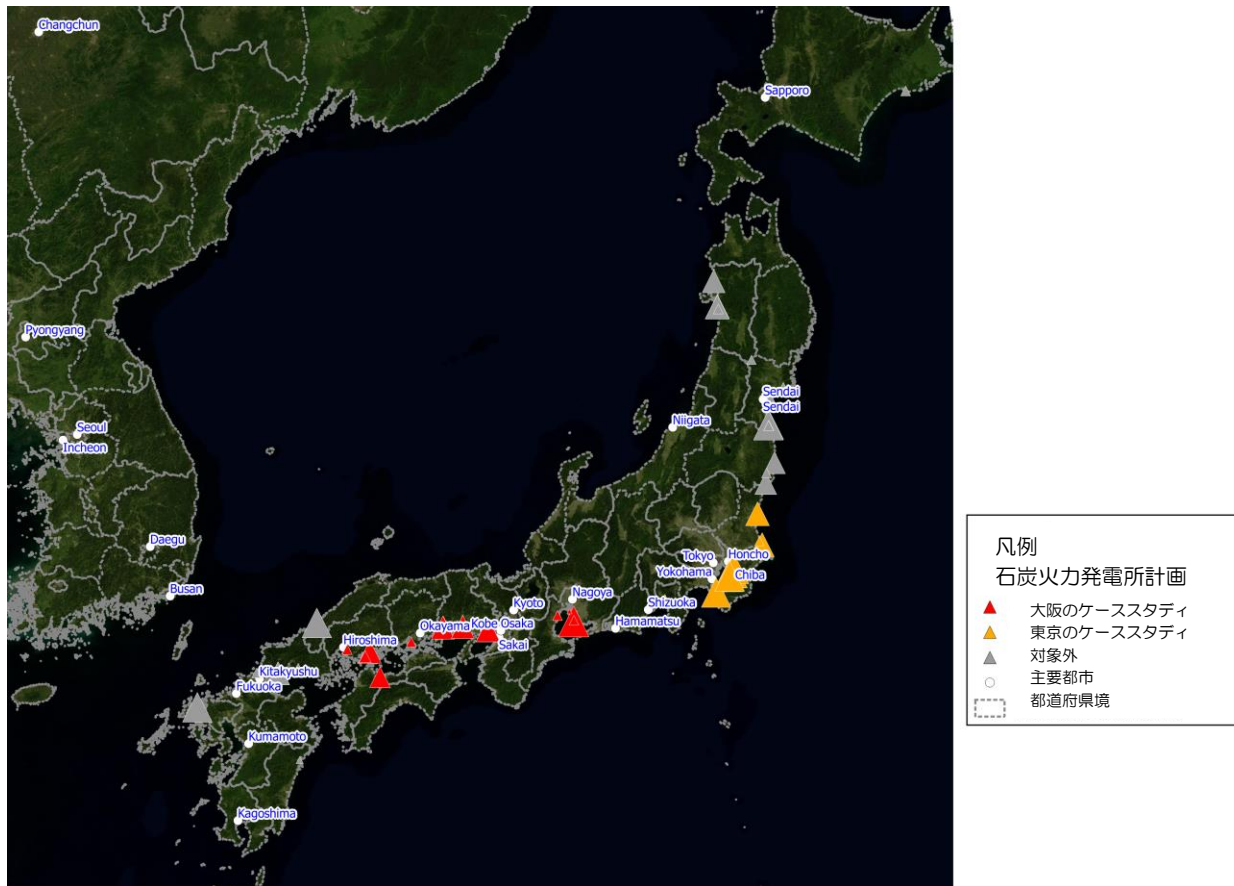 Changchun
Sapporo
Pyongyang
Sendai
Sendai
Niigata
Seoul
Incheon
Daegu
Tokyo Honcho
Yokohama Chiba
Busan
Nagoya
Kyoto
Shizuoka
Okayama Kobe Osaka
Hamamatsu
Hiroshima
Sakai
Kitakyushu
Fukuoka
Kumamoto
Kagoshima
凡例
石炭火力発電所計画
大阪のケーススタディ
東京のケーススタディ
対象外
主要都市
都道府県境